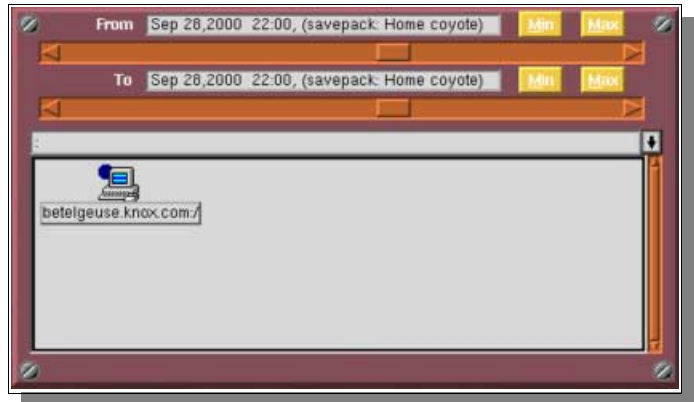 From Sep 28,2000 22:00, (savepack: Home coyote) Min Max
To Sep 28,2000 22:00, (savepack: Home coyote) Min Max
:
betelgeuse.knox.com:/